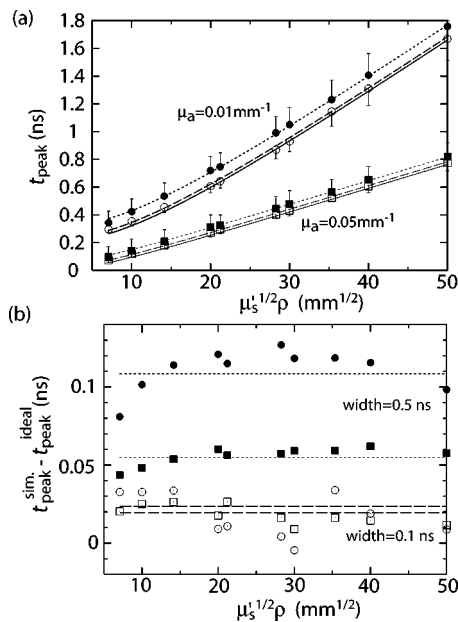 (a)
t_peak (ns)
1.8
1.6
1.4
1.2
1.0
0.8
0.6
0.4
0.2
0
μa=0.01mm⁻¹
μa=0.05mm⁻¹
10 20 30 40 50
μ's^1/2ρ (mm^1/2)
(b)
t_peak^sim. - t_peak^ideal (ns)
0.1
0.05
0
width=0.5 ns
width=0.1 ns
10 20 30 40 50
μ's^1/2ρ (mm^1/2)